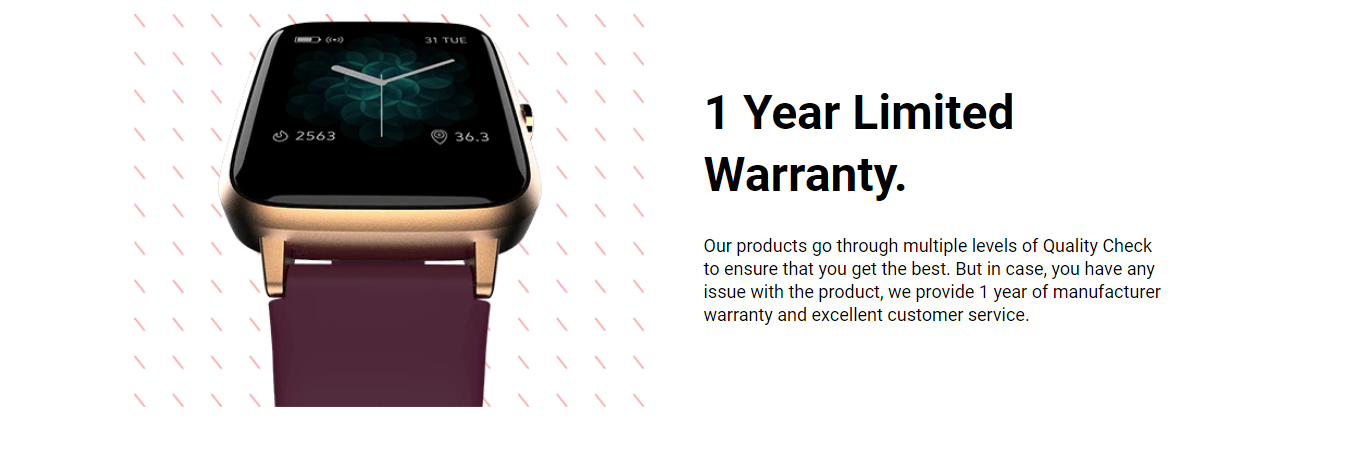 31 TUE
2563
36.3
1 Year Limited
Warranty.
Our products go through multiple levels of Quality Check
to ensure that you get the best. But in case, you have any
issue with the product, we provide 1 year of manufacturer
warranty and excellent customer service.